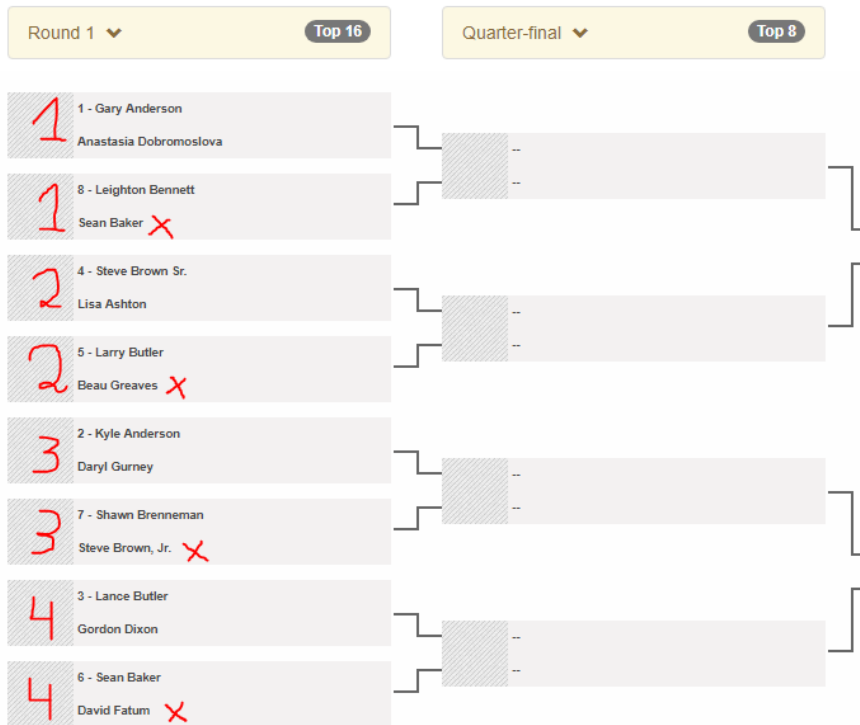 Round 1 Top 16
Quarter-final Top 8
1 1 - Gary Anderson
Anastasia Dobromoslova
1 8 - Leighton Bennett
Sean Baker X
2 4 - Steve Brown Sr.
Lisa Ashton
2 5 - Larry Butler
Beau Greaves X
3 2 - Kyle Anderson
Daryl Gurney
3 7 - Shawn Brenneman
Steve Brown, Jr. X
4 3 - Lance Butler
Gordon Dixon
4 6 - Sean Baker
David Fatum X
--
--
--
--
--
--
--
--